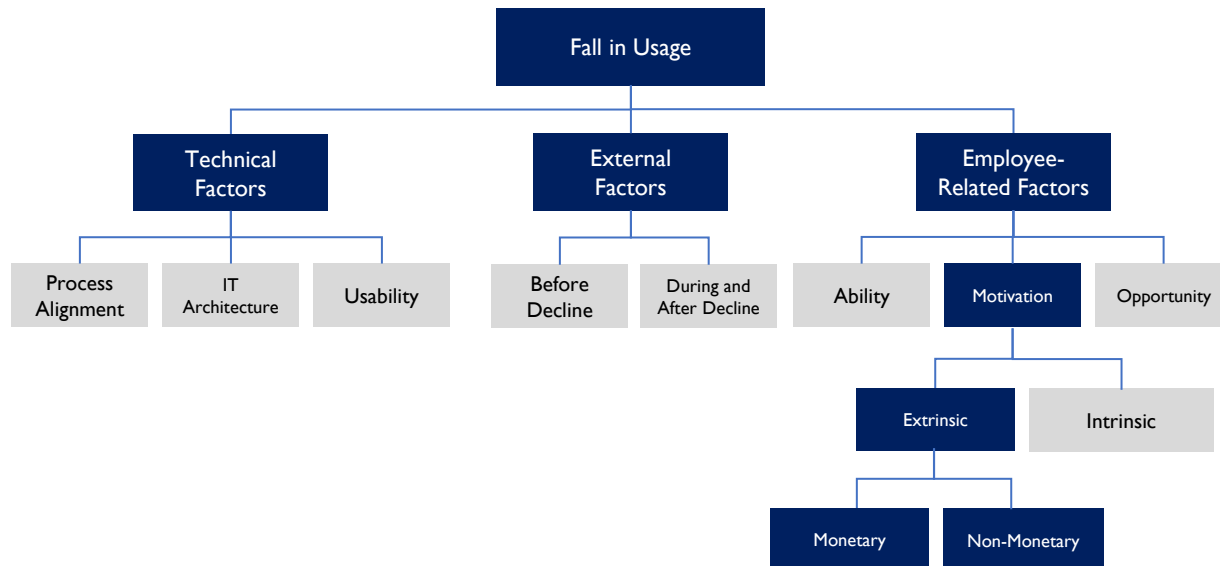 Fall in Usage
Technical
Factors
External
Factors
Employee-
Related Factors
Process
Alignment
IT
Architecture
Usability
Before
Decline
During and
After Decline
Ability
Motivation
Opportunity
Extrinsic
Intrinsic
Monetary
Non-Monetary